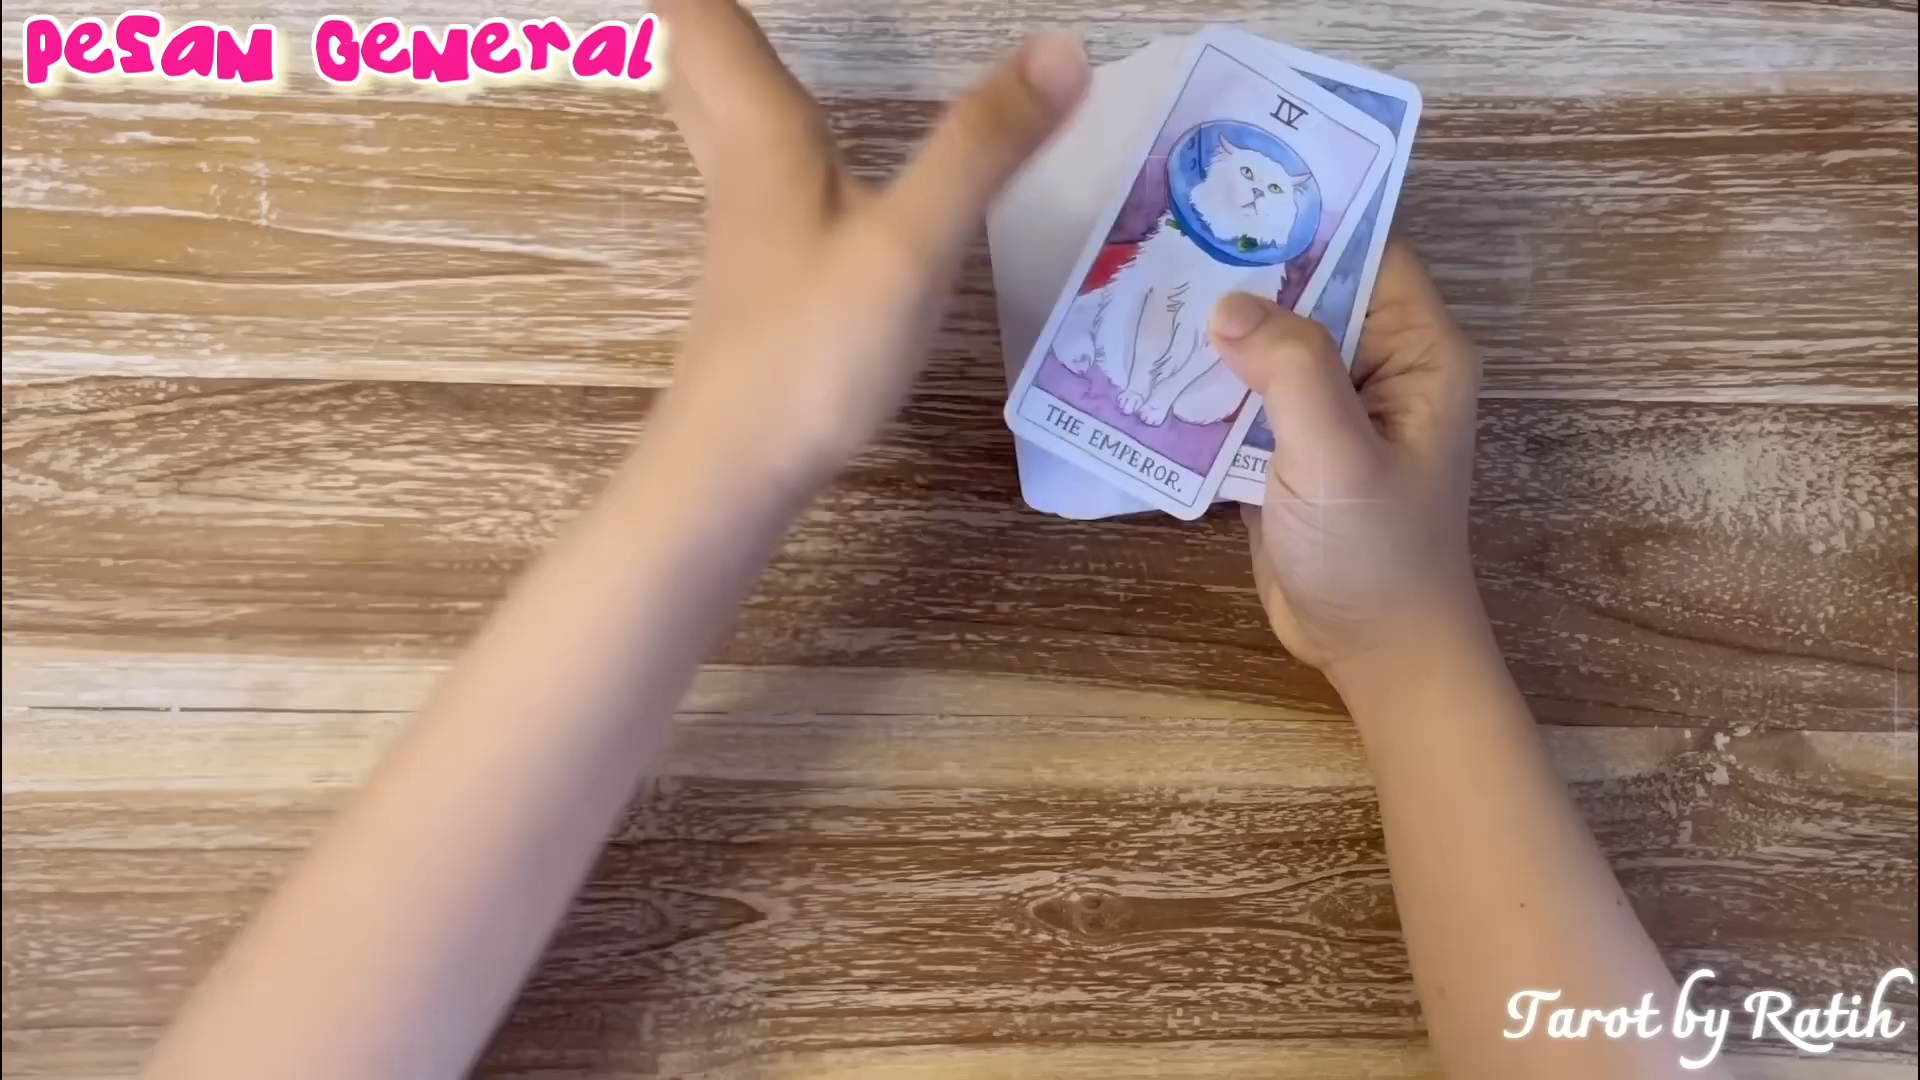 PESAN GENERAL
IV
THE EMPEROR.
Tarot by Ratih